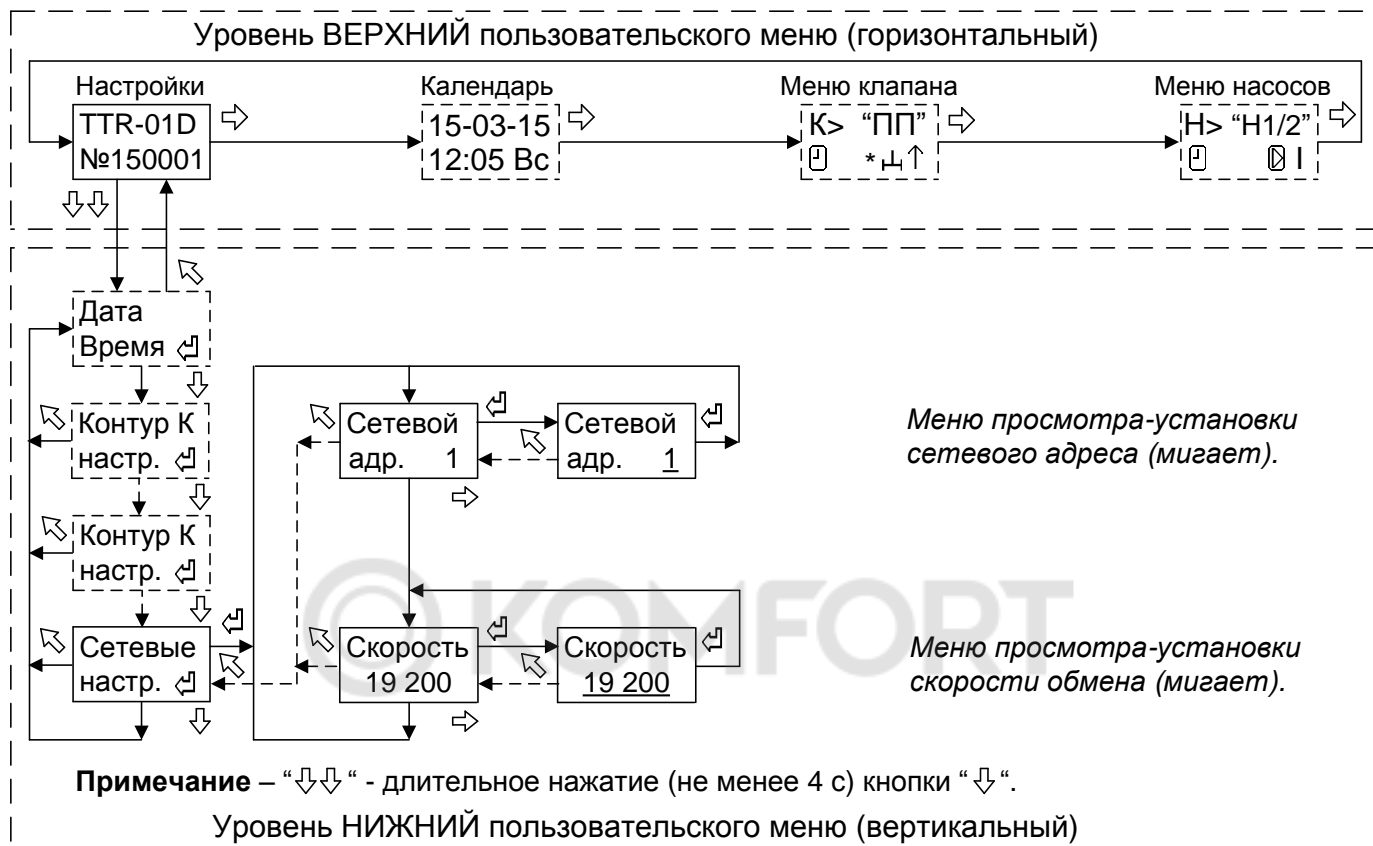 Уровень ВЕРХНИЙ пользовательского меню (горизонтальный)
Настройки
Календарь
Меню клапана
Меню насосов
TTR-01D
№150001
15-03-15
12:05 Вс
К> “ПП”
*
Н> “Н1/2”
I
Дата
Время
Контур К
настр.
Контур К
настр.
Сетевые
настр.
Сетевой
адр. 1
Сетевой
адр. 1
Меню просмотра-установки
сетевого адреса (мигает).
KOMFORT
Скорость
19 200
Скорость
19 200
Меню просмотра-установки
скорости обмена (мигает).
Примечание – “⇩⇩“ - длительное нажатие (не менее 4 с) кнопки “⇩“.
Уровень НИЖНИЙ пользовательского меню (вертикальный)